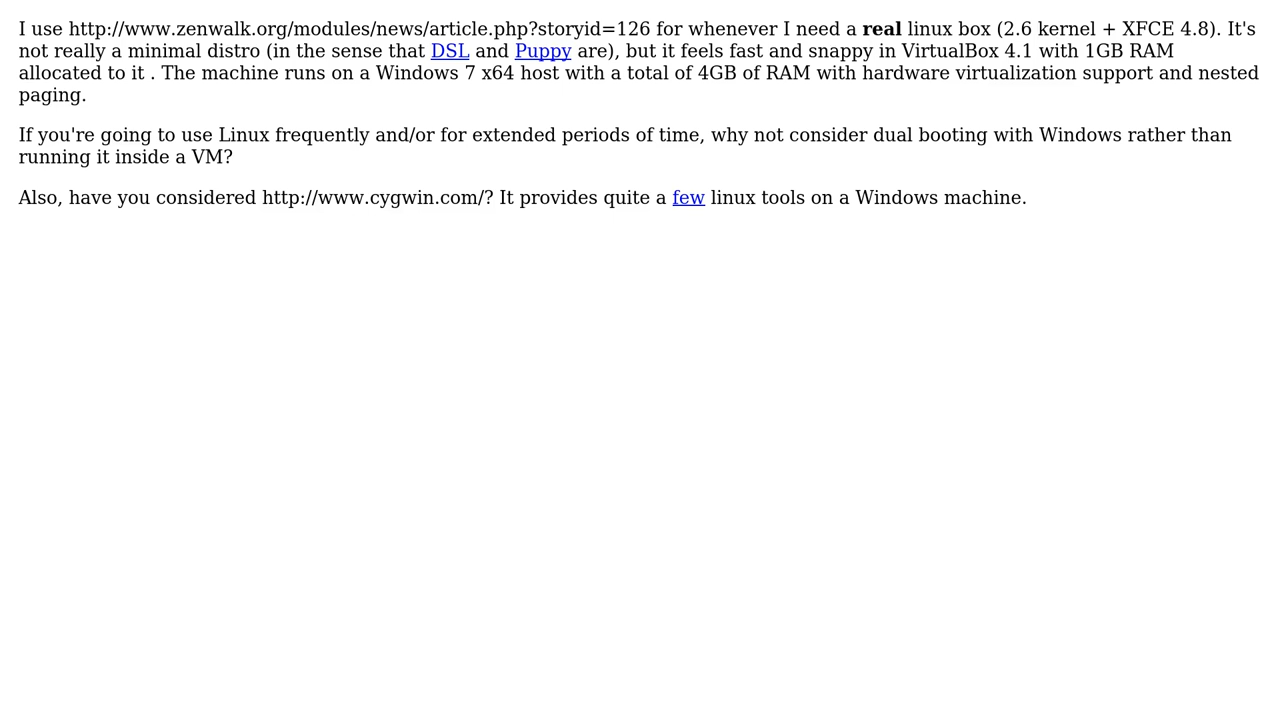 I use http://www.zenwalk.org/modules/news/article.php?storyid=126 for whenever I need a real linux box (2.6 kernel + XFCE 4.8). It's
not really a minimal distro (in the sense that DSL and Puppy are), but it feels fast and snappy in VirtualBox 4.1 with 1GB RAM
allocated to it . The machine runs on a Windows 7 x64 host with a total of 4GB of RAM with hardware virtualization support and nested
paging.
If you're going to use Linux frequently and/or for extended periods of time, why not consider dual booting with Windows rather than
running it inside a VM?
Also, have you considered http://www.cygwin.com/? It provides quite a few linux tools on a Windows machine.